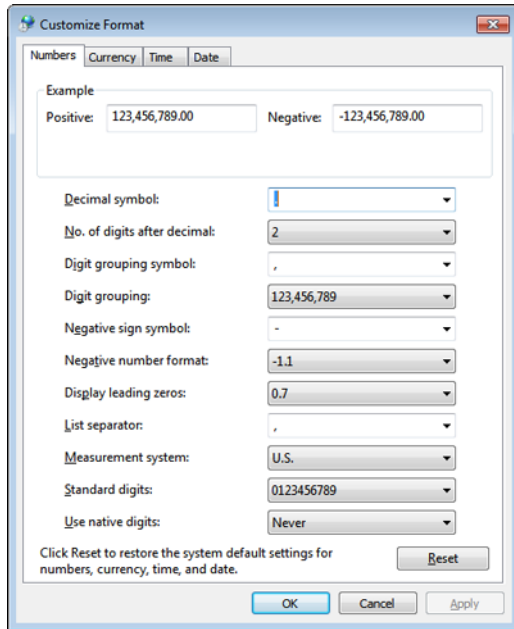 Customize Format
Numbers Currency Time Date
Example
Positive: 123,456,789.00 Negative: -123,456,789.00
Decimal symbol: .
No. of digits after decimal: 2
Digit grouping symbol: ,
Digit grouping: 123,456,789
Negative sign symbol: -
Negative number format: -1.1
Display leading zeros: 0.7
List separator: ,
Measurement system: U.S.
Standard digits: 0123456789
Use native digits: Never
Click Reset to restore the system default settings for
numbers, currency, time, and date.
Reset
OK Cancel Apply